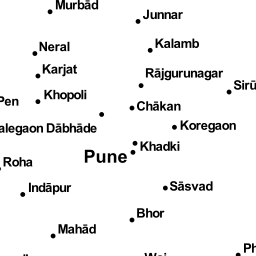 Murbād
Junnar
Neral
Kalamb
Karjat
Rājgurunagar
Sirū
Khopoli
Pen
Chākan
alegaon Dābhāde
Koregaon
Khadki
Pune
Roha
Indāpur
Sāsvad
Bhor
Mahād